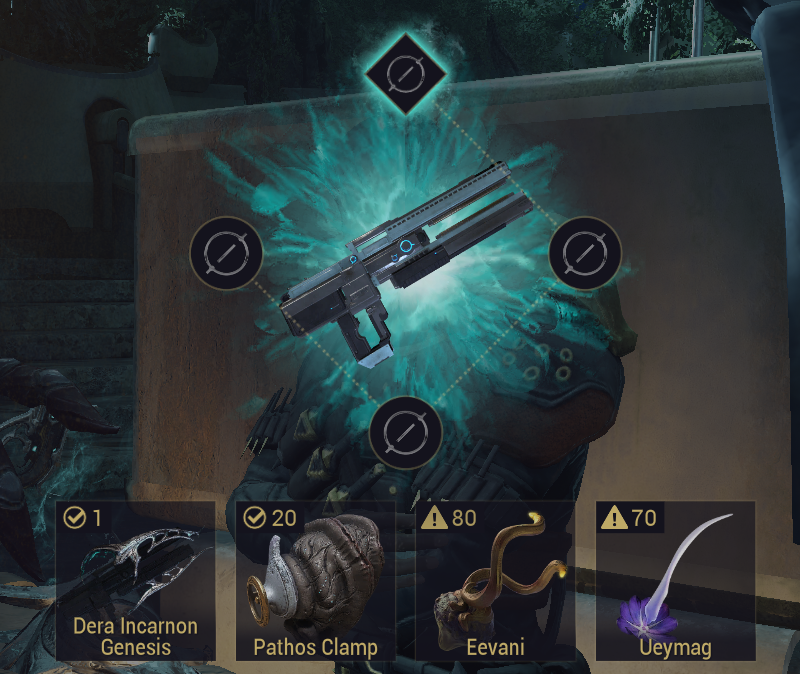 1
20
80
70
Dera Incarnon
Genesis
Pathos Clamp
Eevani
Ueymag